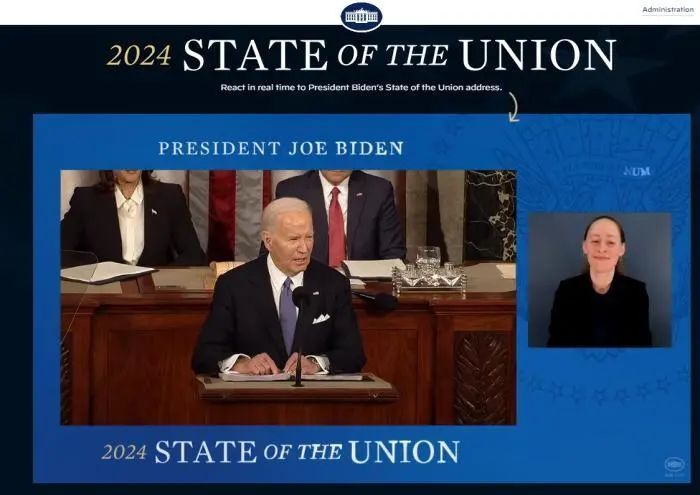 Administration
2024 STATE OF THE UNION
React in real time to President Biden's State of the Union address.
PRESIDENT JOE BIDEN
2024 STATE OF THE UNION